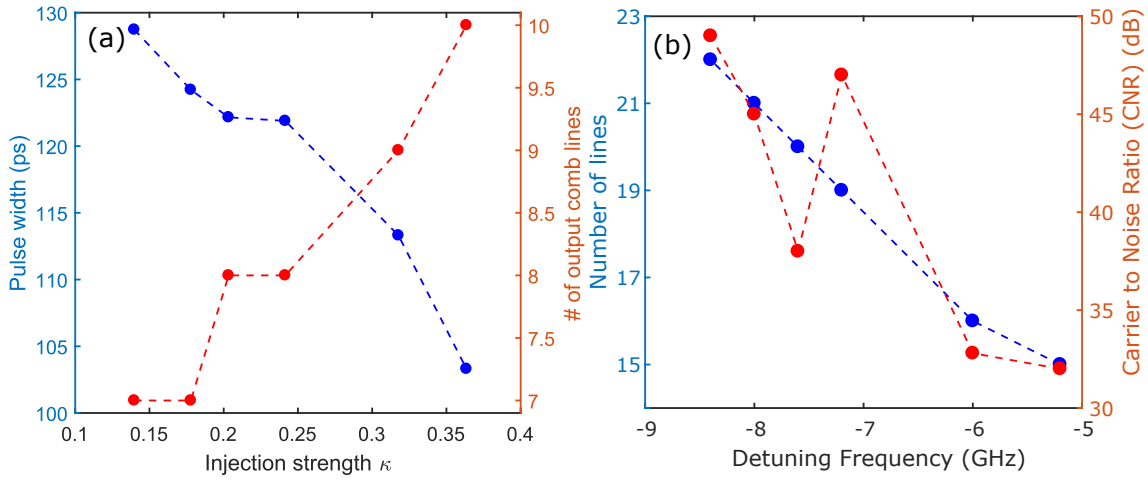 (a)
130
125
120
115
110
105
100
Pulse width (ps)
10
9.5
9
8.5
8
7.5
7
# of output comb lines
0.1 0.15 0.2 0.25 0.3 0.35 0.4
Injection strength κ
(b)
23
21
19
17
15
Number of lines
50
45
40
35
30
Carrier to Noise Ratio (CNR) (dB)
-9 -8 -7 -6 -5
Detuning Frequency (GHz)